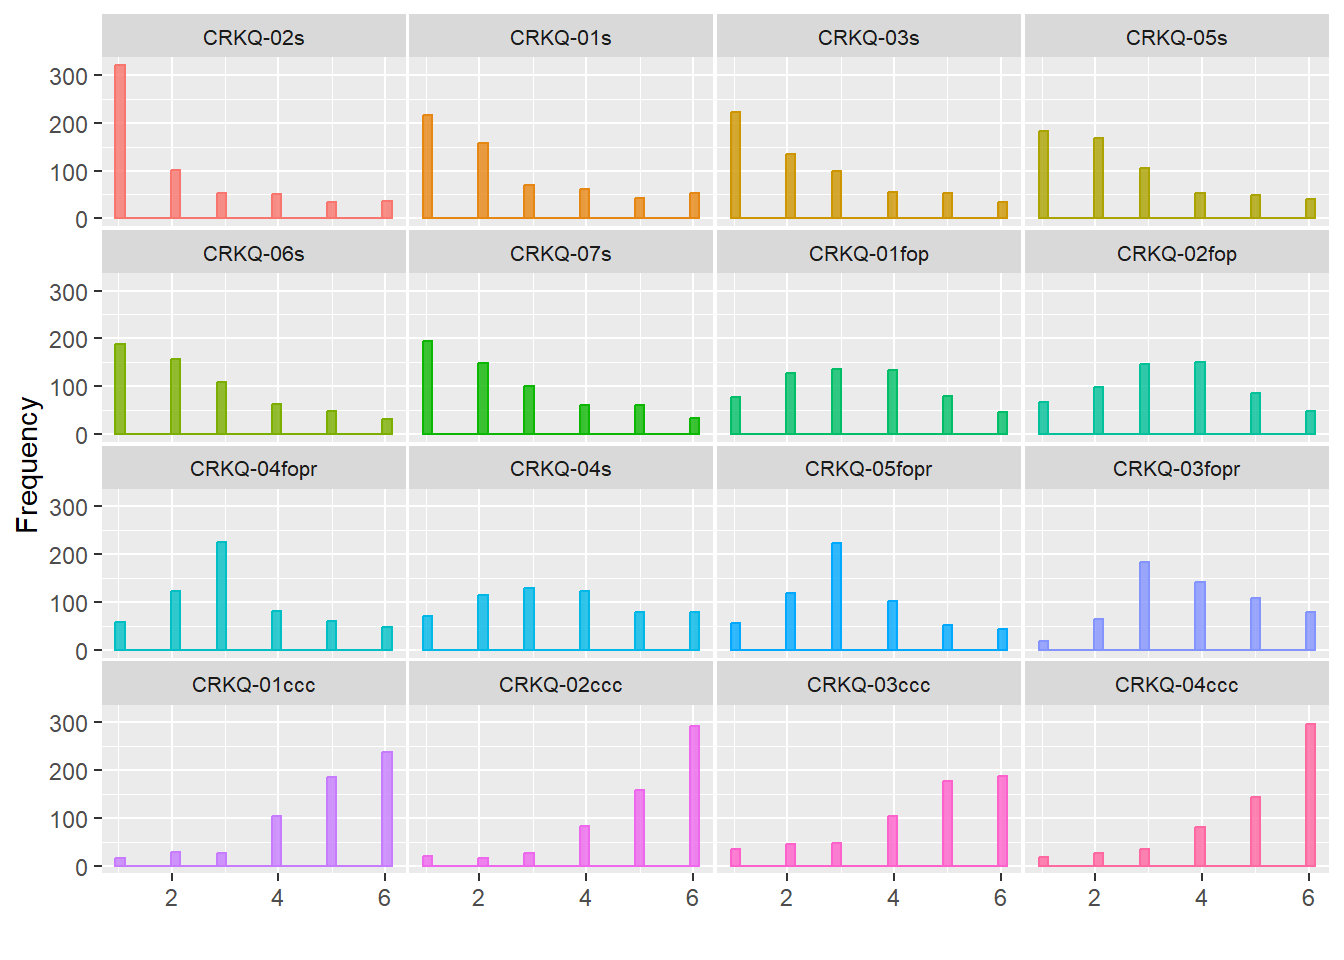 CRKQ-02s CRKQ-01s CRKQ-03s CRKQ-05s
300
200
100
0
CRKQ-06s CRKQ-07s CRKQ-01fop CRKQ-02fop
300
200
100
0
Frequency
CRKQ-04fopr CRKQ-04s CRKQ-05fopr CRKQ-03fopr
300
200
100
0
CRKQ-01ccc CRKQ-02ccc CRKQ-03ccc CRKQ-04ccc
300
200
100
0
2 4 6 2 4 6 2 4 6 2 4 6